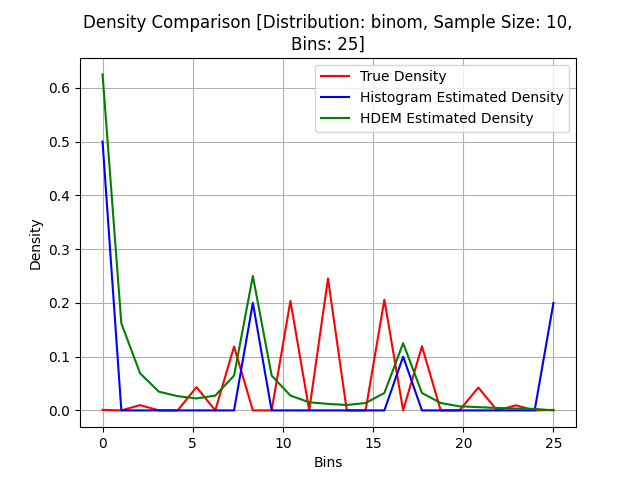 Density Comparison [Distribution: binom, Sample Size: 10,
Bins: 25]
True Density
Histogram Estimated Density
HDEM Estimated Density
Density
0.6
0.5
0.4
0.3
0.2
0.1
0.0
0 5 10 15 20 25
Bins